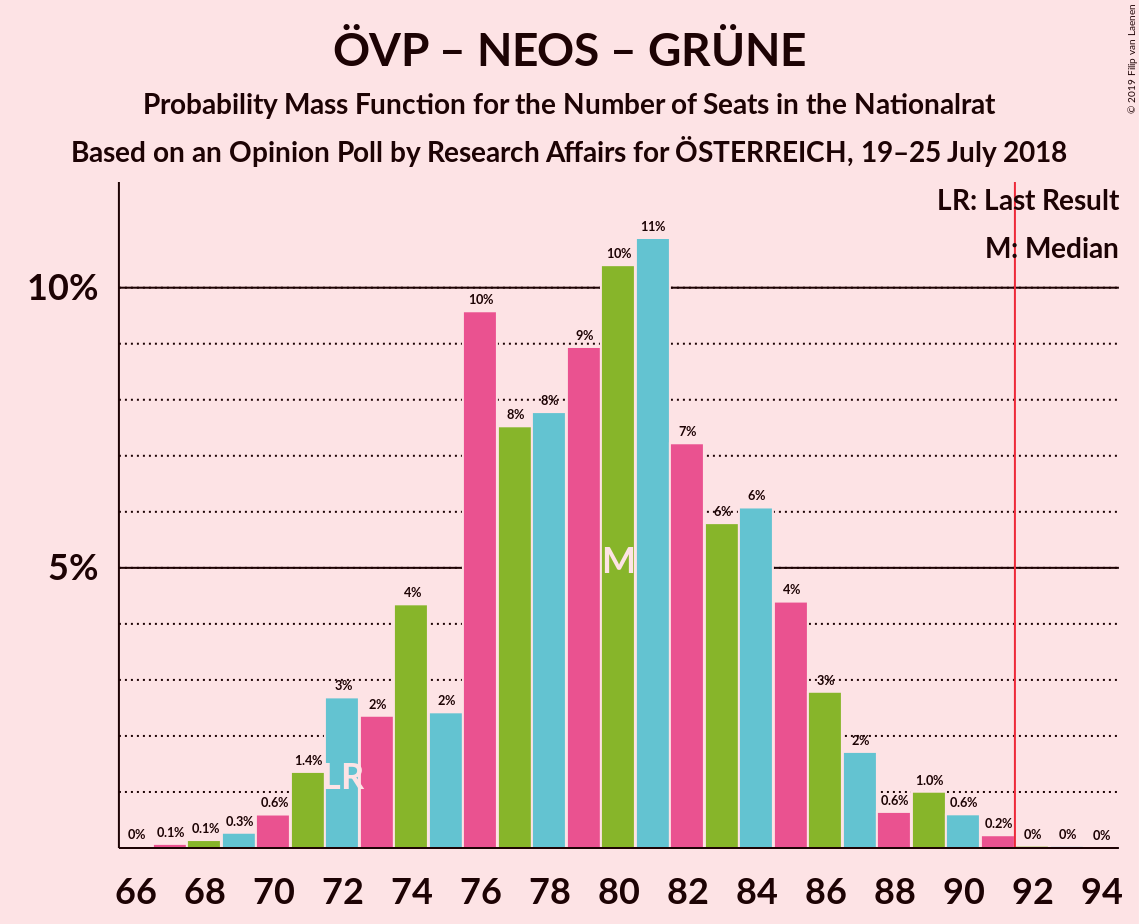 © 2019 Filip van Laenen
ÖVP – NEOS – GRÜNE
Probability Mass Function for the Number of Seats in the Nationalrat
Based on an Opinion Poll by Research Affairs for ÖSTERREICH, 19–25 July 2018
LR: Last Result
M: Median
10%
5%
0% 0.1% 0.1% 0.3% 0.6% 1.4% 3% 2% 4% 2% 10% 8% 8% 9% 10% 11% 7% 6% 6% 4% 3% 2% 0.6% 1.0% 0.6% 0.2% 0% 0% 0%
M
LR
66 68 70 72 74 76 78 80 82 84 86 88 90 92 94